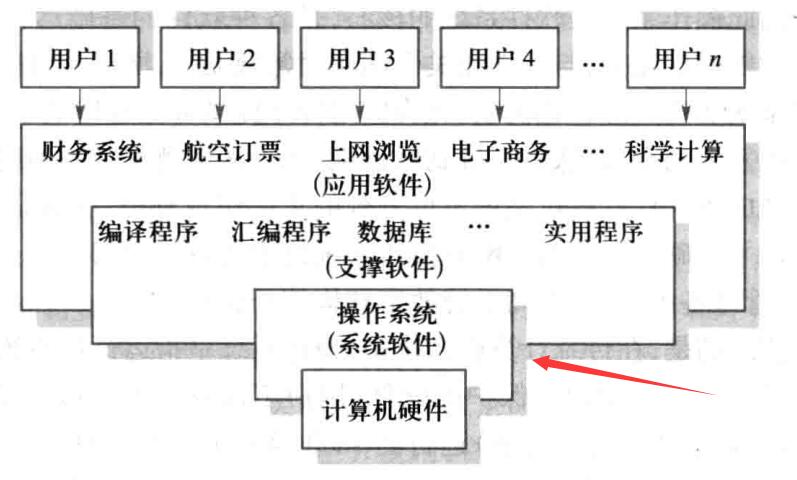 用户1 用户2 用户3 用户4 … 用户n
财务系统 航空订票 上网浏览 电子商务 … 科学计算
(应用软件)
编译程序 汇编程序 数据库 … 实用程序
(支撑软件)
操作系统
(系统软件)
计算机硬件